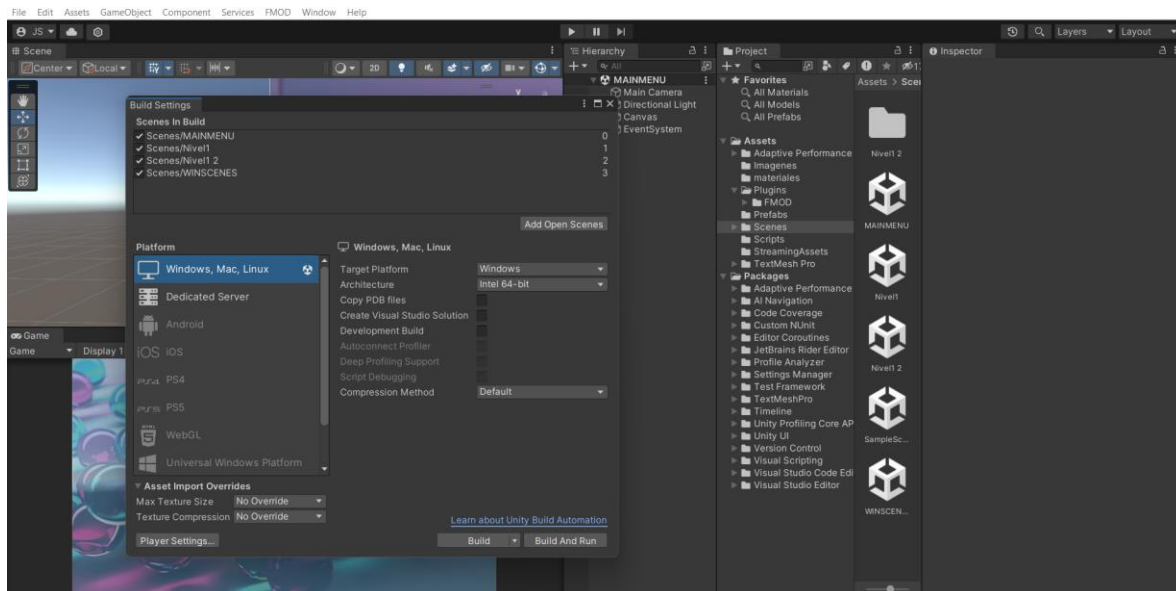 File Edit Assets GameObject Component Services FMOD Window Help
JS Layers Layout
Scene
Center Local 2D
Build Settings
Scenes In Build
Scenes/MAINMENU 0
Scenes/Nivel1 1
Scenes/Nivel1 2 2
Scenes/WINSCENES 3
Add Open Scenes
Platform
Windows, Mac, Linux
Dedicated Server
Android
iOS iOS
PS4
PS5
WebGL
Universal Windows Platform
Windows, Mac, Linux
Target Platform Windows
Architecture Intel 64-bit
Copy PDB files
Create Visual Studio Solution
Development Build
Autoconnect Profiler
Deep Profiling Support
Script Debugging
Compression Method Default
Asset Import Overrides
Max Texture Size No Override
Texture Compression No Override
Learn about Unity Build Automation
Player Settings...
Build
Build And Run
Game
Game Display 1
Hierarchy
All
MAINMENU
Main Camera
Directional Light
Canvas
EventSystem
Project
Favorites
All Materials
All Models
All Prefabs
Assets
Adaptive Performance
Imagenes
materiales
Plugins
FMOD
Prefabs
Scenes
Scripts
StreamingAssets
TextMesh Pro
Packages
Adaptive Performance
AI Navigation
Code Coverage
Custom NUnit
Editor Coroutines
JetBrains Rider Editor
Profile Analyzer
Settings Manager
Test Framework
TextMeshPro
Timeline
Unity Profiling Core AP
Unity UI
Version Control
Visual Scripting
Visual Studio Code Edi
Visual Studio Editor
Assets > Scen
Nivel1 2
MAINMENU
Nivel1
Nivel1 2
SampleSc...
WINSCEN...
Inspector